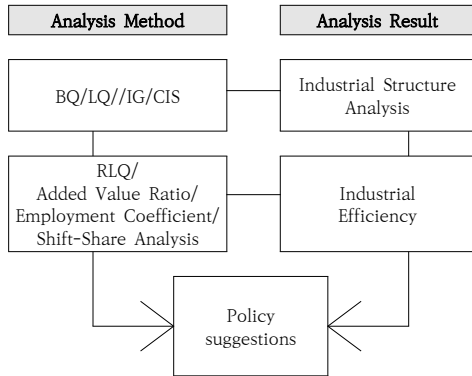 Analysis Method
Analysis Result
BQ/LQ//IG/CIS
Industrial Structure
Analysis
RLQ/
Added Value Ratio/
Employment Coefficient/
Shift-Share Analysis
Industrial
Efficiency
Policy
suggestions